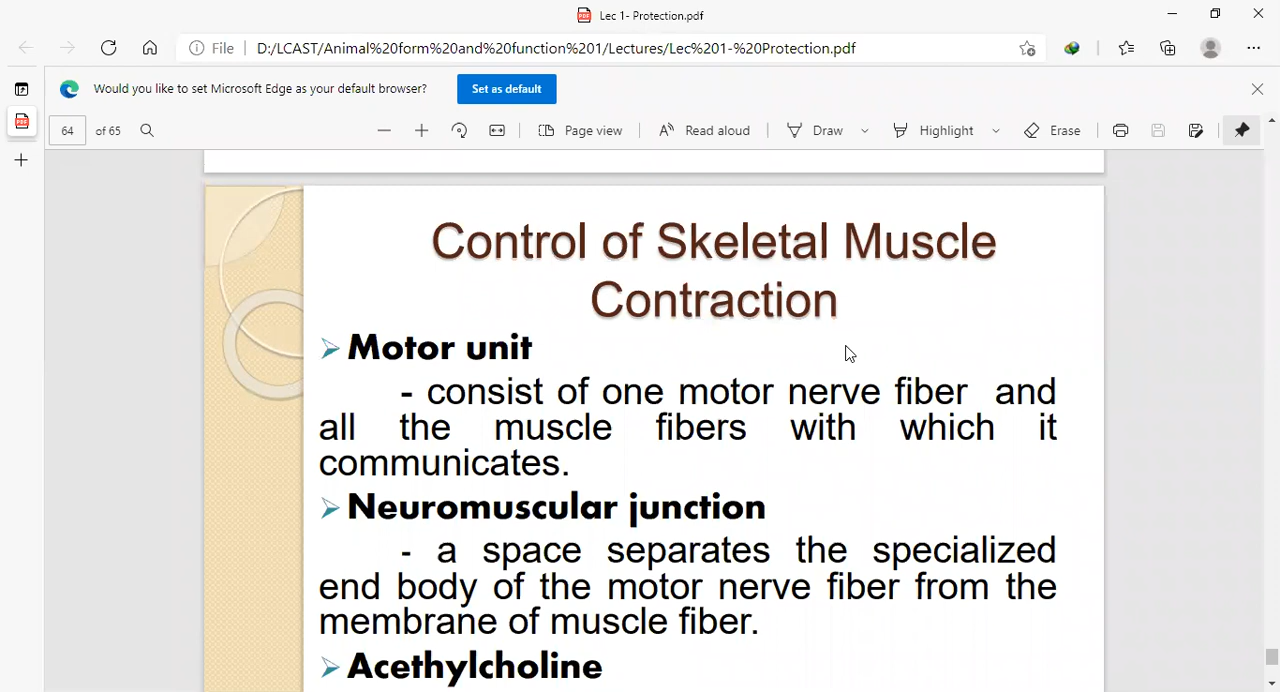 Lec 1- Protection.pdf
File D:/LCAST/Animal%20form%20and%20function%201/Lectures/Lec%201-%20Protection.pdf
Would you like to set Microsoft Edge as your default browser? Set as default
64 of 65 Page view Read aloud Draw Highlight Erase
Control of Skeletal Muscle
Contraction
Motor unit
- consist of one motor nerve fiber and
all the muscle fibers with which it
communicates.
Neuromuscular junction
- a space separates the specialized
end body of the motor nerve fiber from the
membrane of muscle fiber.
Acethylcholine